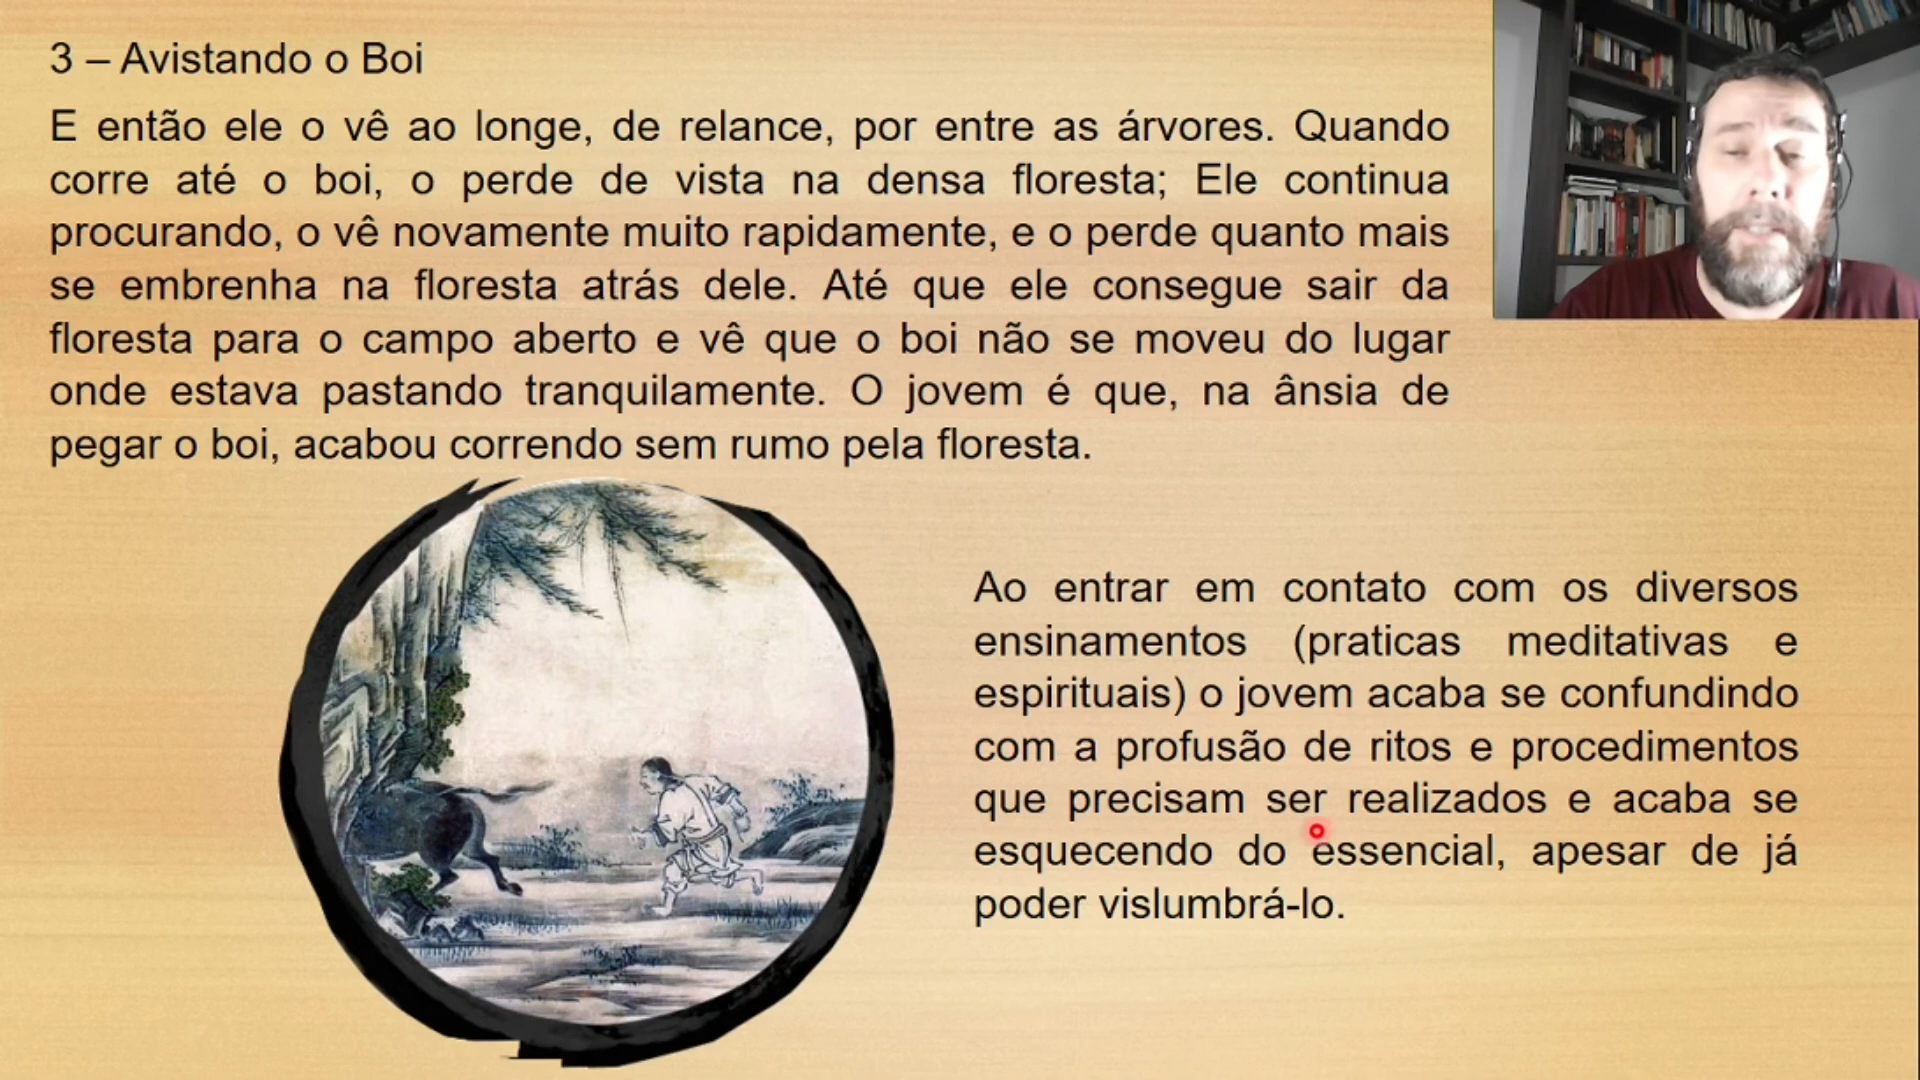 3 – Avistando o Boi
E então ele o vê ao longe, de relance, por entre as árvores. Quando
corre até o boi, o perde de vista na densa floresta; Ele continua
procurando, o vê novamente muito rapidamente, e o perde quanto mais
se embrenha na floresta atrás dele. Até que ele consegue sair da
floresta para o campo aberto e vê que o boi não se moveu do lugar
onde estava pastando tranquilamente. O jovem é que, na ânsia de
pegar o boi, acabou correndo sem rumo pela floresta.
Ao entrar em contato com os diversos
ensinamentos (praticas meditativas e
espirituais) o jovem acaba se confundindo
com a profusão de ritos e procedimentos
que precisam ser realizados e acaba se
esquecendo do essencial, apesar de já
poder vislumbrá-lo.